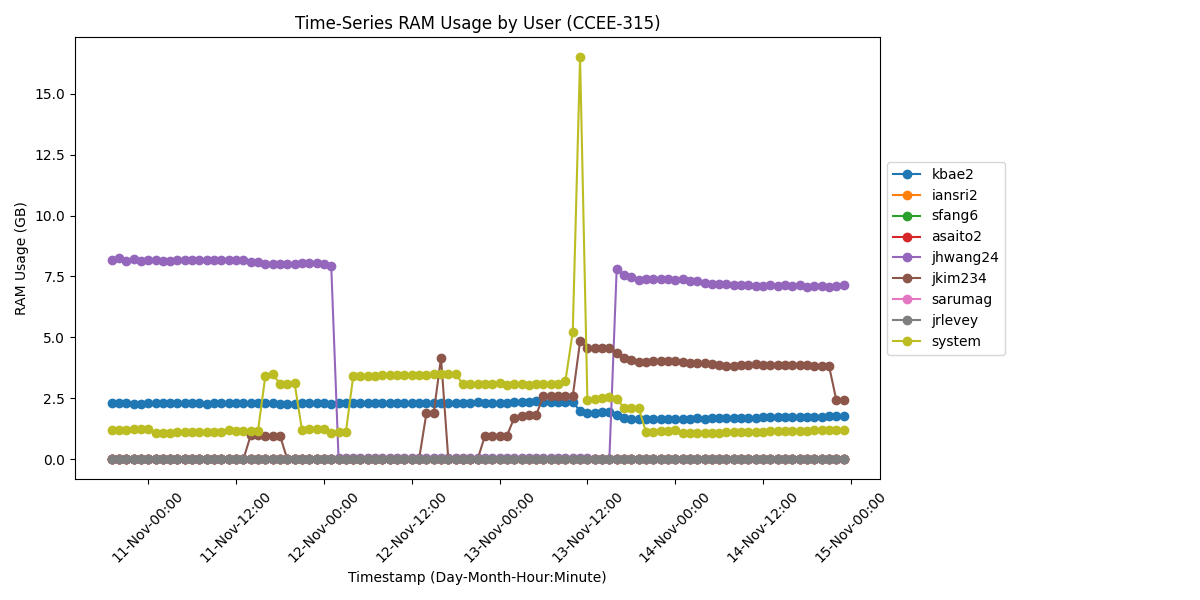 Time-Series RAM Usage by User (CCEE-315)
RAM Usage (GB)
15.0
12.5
10.0
7.5
5.0
2.5
0.0
11-Nov-00:00
11-Nov-12:00
12-Nov-00:00
12-Nov-12:00
13-Nov-00:00
13-Nov-12:00
14-Nov-00:00
14-Nov-12:00
15-Nov-00:00
Timestamp (Day-Month-Hour:Minute)
kbae2
iansri2
sfang6
asaito2
jhwang24
jkim234
sarumag
jrlevey
system